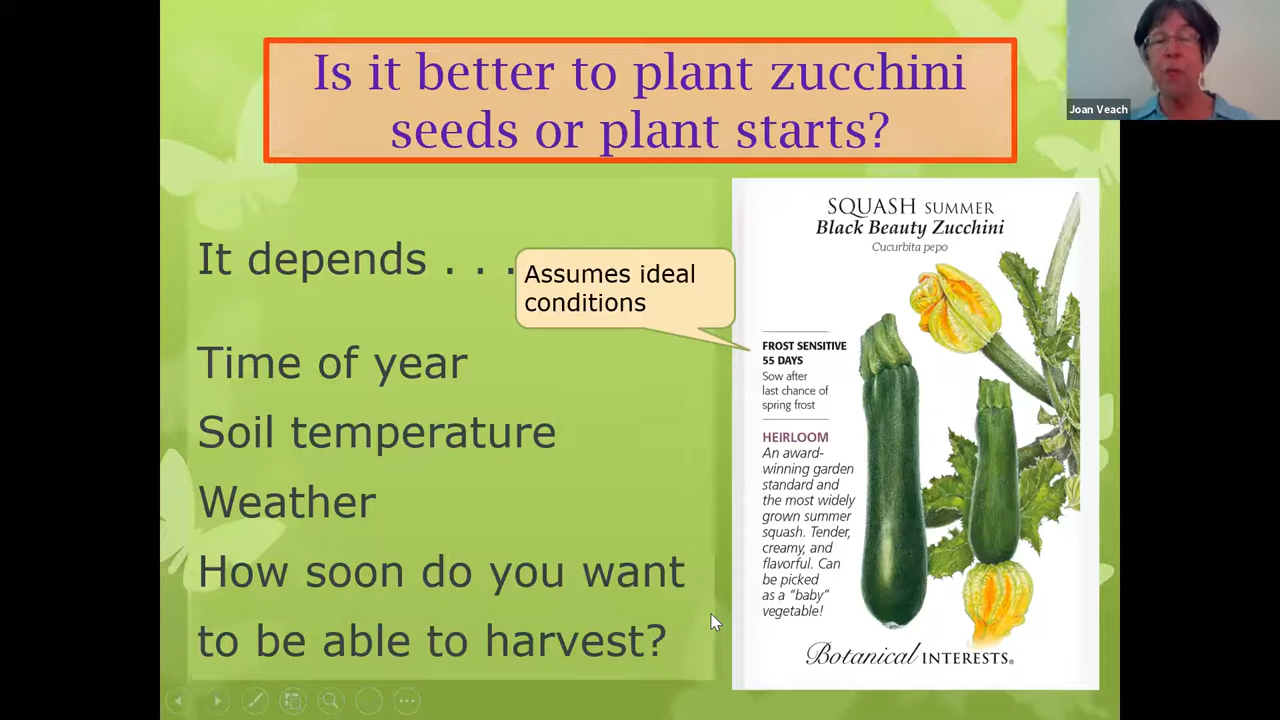 Is it better to plant zucchini
seeds or plant starts?
Joan Veach
It depends . . .
Assumes ideal
conditions
Time of year
Soil temperature
Weather
How soon do you want
to be able to harvest?
SQUASH SUMMER
Black Beauty Zucchini
Cucurbita pepo
FROST SENSITIVE
55 DAYS
Sow after
last chance of
spring frost
HEIRLOOM
An award-
winning garden
standard and
the most widely
grown summer
squash. Tender,
creamy, and
flavorful. Can
be picked
as a “baby”
vegetable!
Botanical INTERESTS®